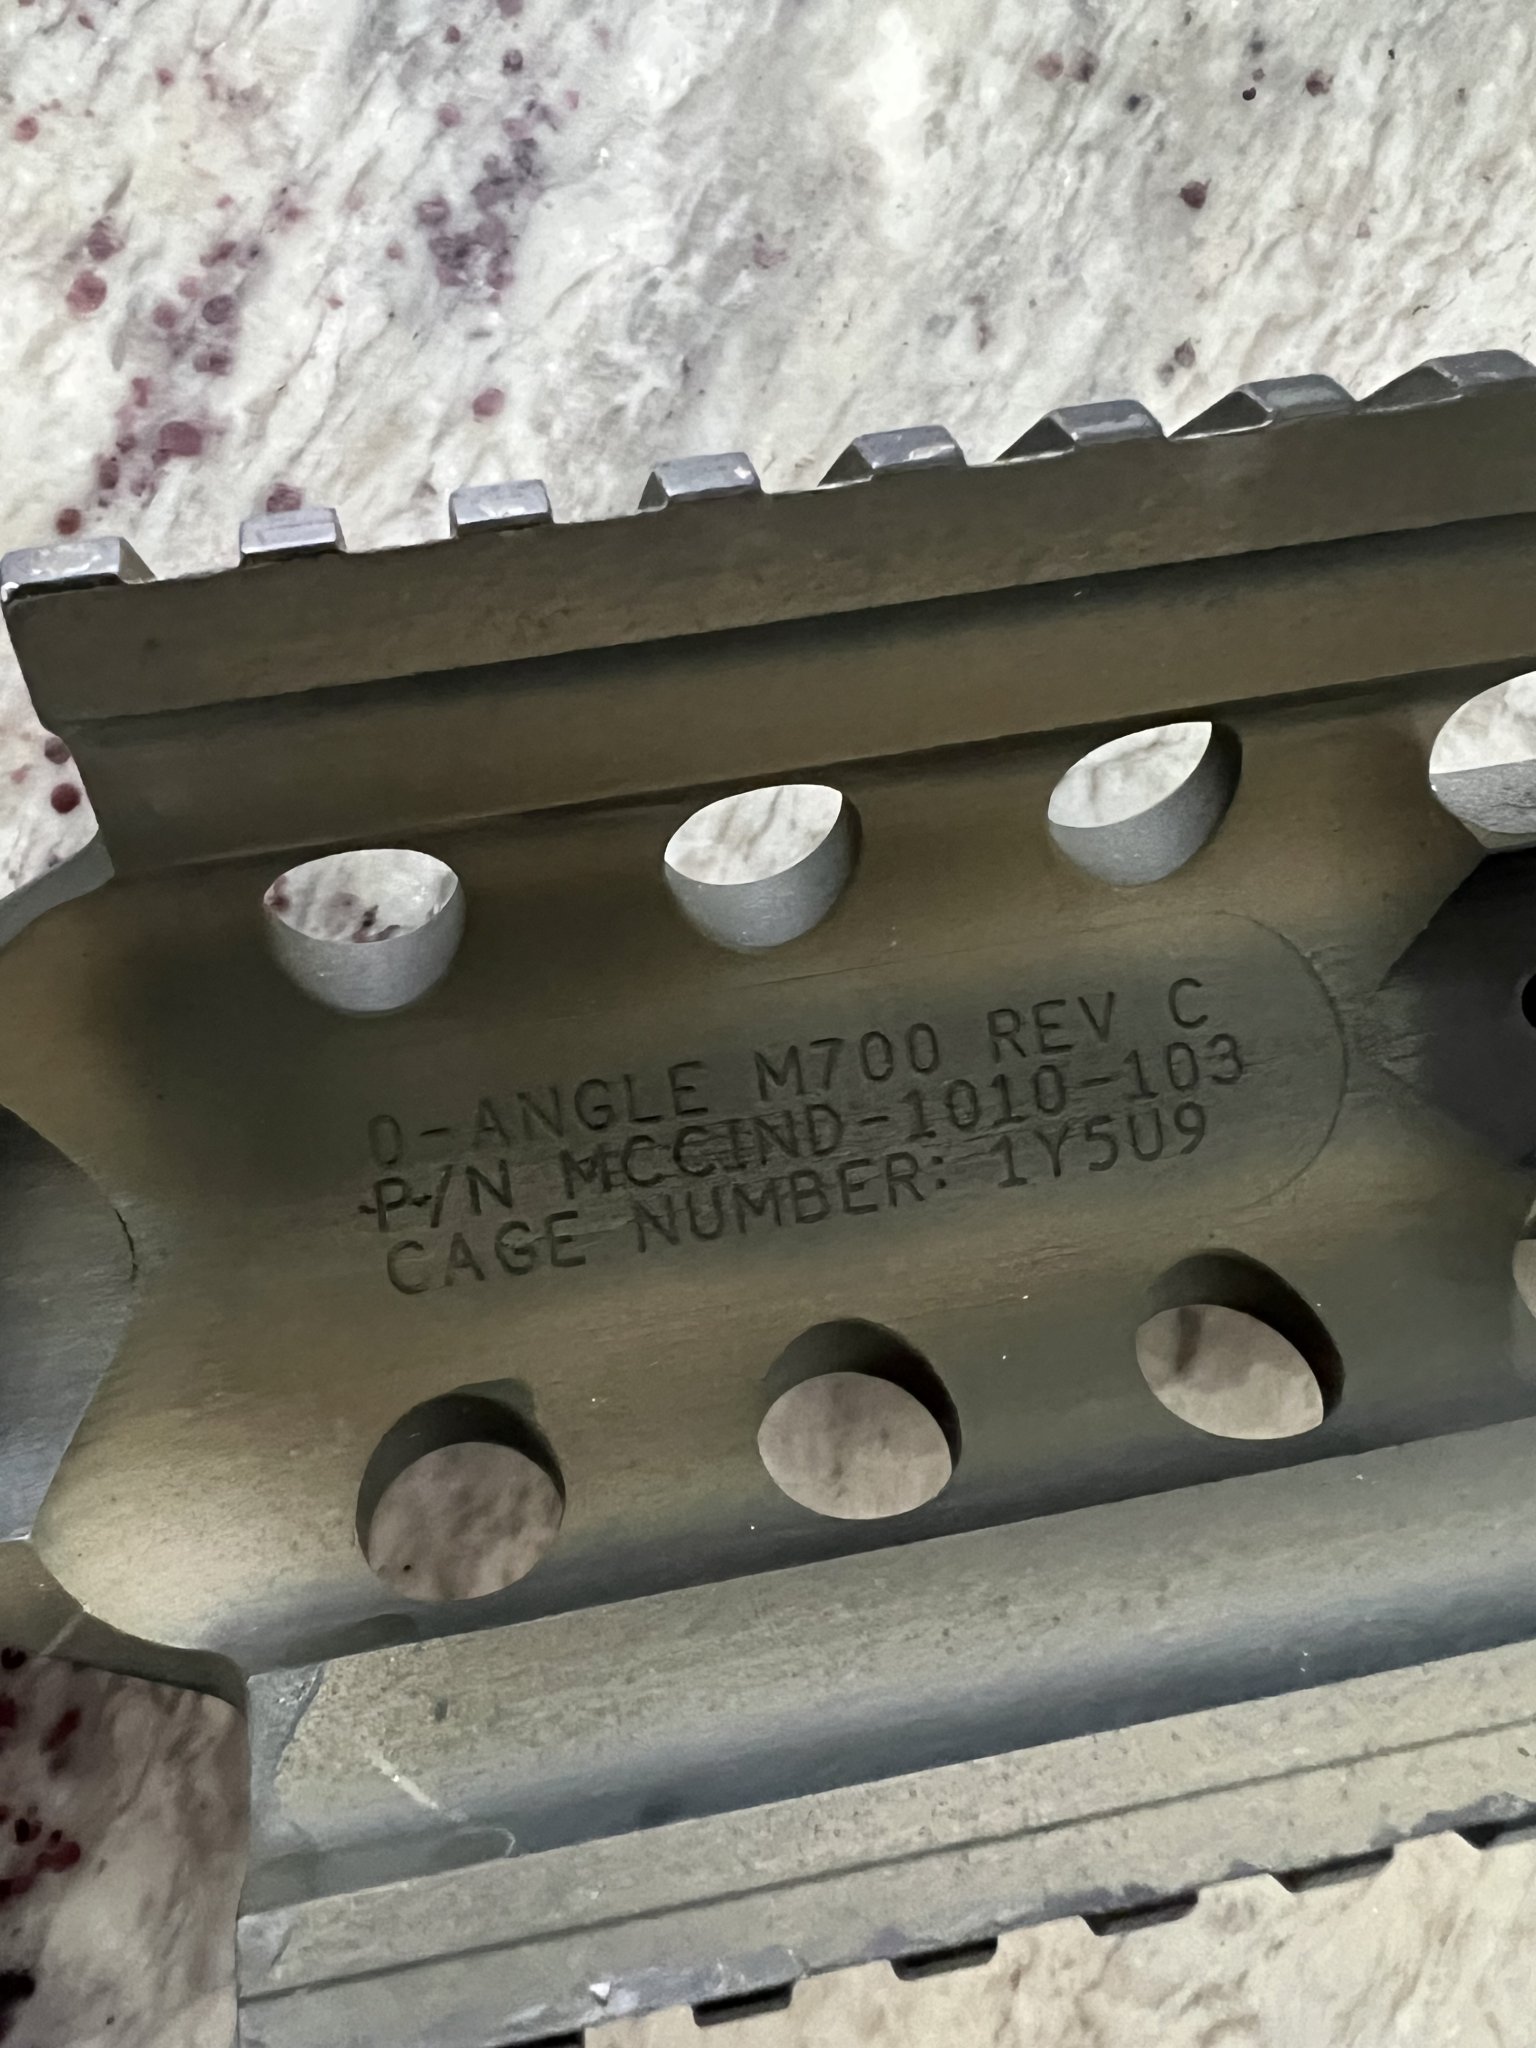 0-ANGLE M700 REV C
P/N MCCIND-1010-103
CAGE NUMBER: 1Y5U9